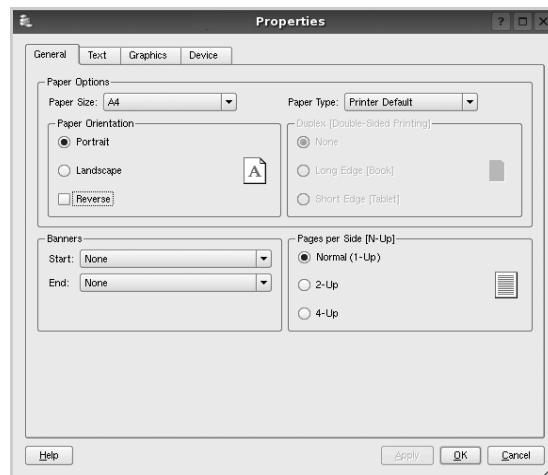 Properties
General Text Graphics Device
Paper Options
Paper Size: A4
Paper Type: Printer Default
Paper Orientation
Portrait
Landscape
Reverse
A
Duplex [Double-Sided Printing]
None
Long Edge [Book]
Short Edge [Tablet]
Banners
Start: None
End: None
Pages per Side [N-Up]
Normal (1-Up)
2-Up
4-Up
Help Apply OK Cancel